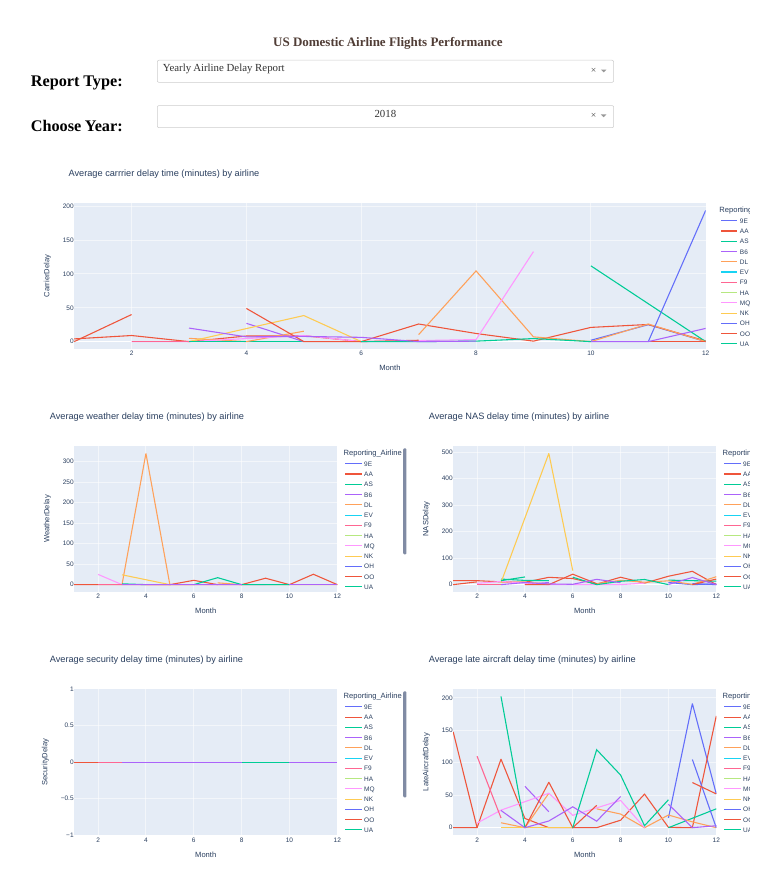 US Domestic Airline Flights Performance
Report Type:
Yearly Airline Delay Report
×
Choose Year:
2018
×
Average carrrier delay time (minutes) by airline
CarrierDelay
200
150
100
50
0
2 4 6 8 10 12
Month
Reporting
9E
AA
AS
B6
DL
EV
F9
HA
MQ
NK
OH
OO
UA
Average weather delay time (minutes) by airline
WeatherDelay
300
250
200
150
100
50
0
2 4 6 8 10 12
Month
Reporting_Airline
9E
AA
AS
B6
DL
EV
F9
HA
MQ
NK
OH
OO
UA
Average NAS delay time (minutes) by airline
NASDelay
500
400
300
200
100
0
2 4 6 8 10 12
Month
Reporting
9E
AA
AS
B6
DL
EV
F9
HA
MQ
NK
OH
OO
UA
Average security delay time (minutes) by airline
SecurityDelay
1
0.5
0
−0.5
−1
2 4 6 8 10 12
Month
Reporting_Airline
9E
AA
AS
B6
DL
EV
F9
HA
MQ
NK
OH
OO
UA
Average late aircraft delay time (minutes) by airline
LateAircraftDelay
200
150
100
50
0
2 4 6 8 10 12
Month
Reporting
9E
AA
AS
B6
DL
EV
F9
HA
MQ
NK
OH
OO
UA